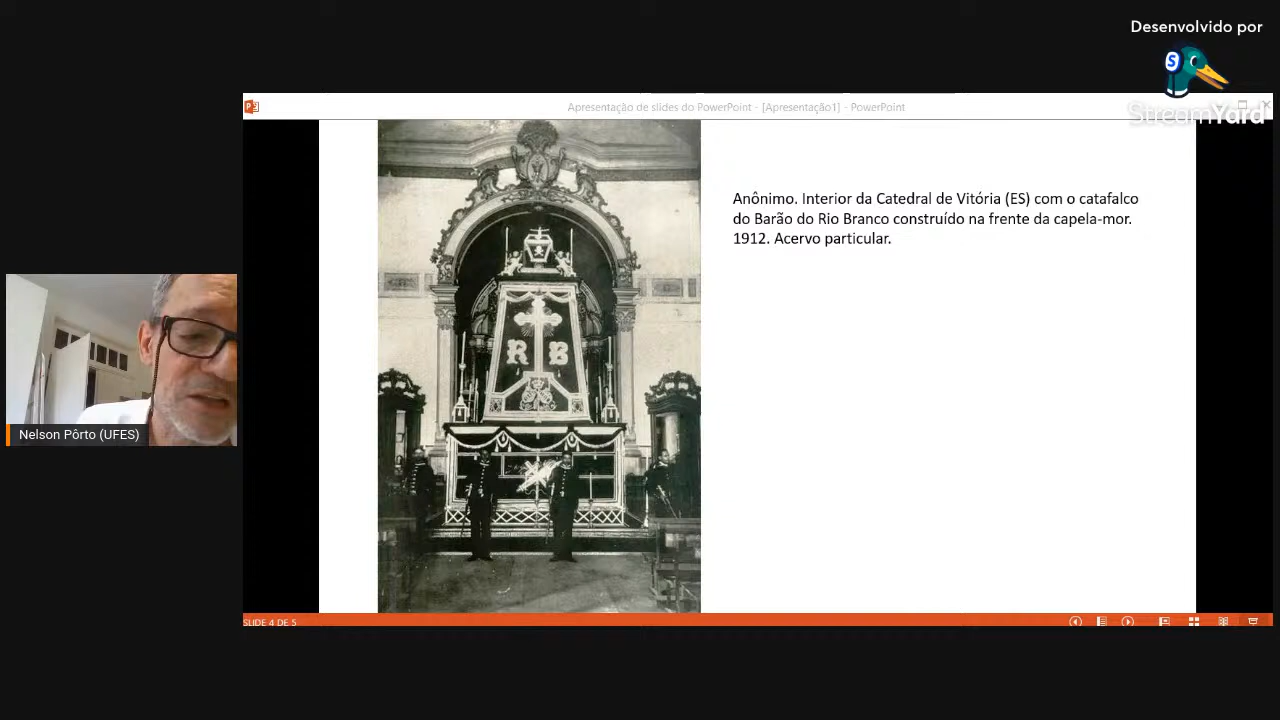 Desenvolvido por
StreamYard
Apresentação de slides do PowerPoint - [Apresentação1] - PowerPoint
Anônimo. Interior da Catedral de Vitória (ES) com o catafalco
do Barão do Rio Branco construído na frente da capela-mor.
1912. Acervo particular.
R B
Nelson Pôrto (UFES)
SLIDE 4 DE 5